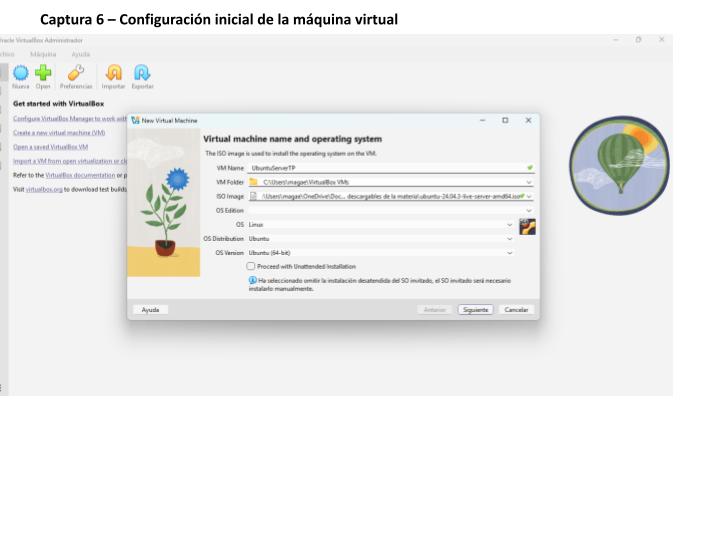 Captura 6 – Configuración inicial de la máquina virtual
Oracle VirtualBox Administrador
Máquina Ayuda
Nueva Open Preferencias Importar Exportar
Get started with VirtualBox
Configure VirtualBox Manager to work with
Create a new virtual machine (VM)
Open a saved VirtualBox VM
Import a VM from open virtualization or cl
Refer to the VirtualBox documentation or p
Visit virtualbox.org to download test builds
New Virtual Machine
Virtual machine name and operating system
The ISO image is used to install the operating system on the VM.
VM Name UbuntuServerTP
VM Folder C:\Users\magae\VirtualBox VMs
ISO Image :\Users\magae\OneDrive\Doc... descargables de la materia\ubuntu-24.04.3-live-server-amd64.iso
OS Edition
OS Linux
OS Distribution Ubuntu
OS Version Ubuntu (64-bit)
Proceed with Unattended Installation
Ha seleccionado omitir la instalación desatendida del SO invitado, el SO invitado será necesario
instalarlo manualmente.
Ayuda Anterior Siguiente Cancelar